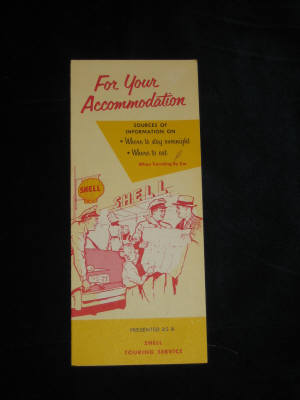 For Your
Accommodation
SOURCES OF
INFORMATION ON
• Where to stay overnight
• Where to eat
When Traveling By Car
SHELL
SHELL
PRESENTED AS A
SHELL
TOURING SERVICE